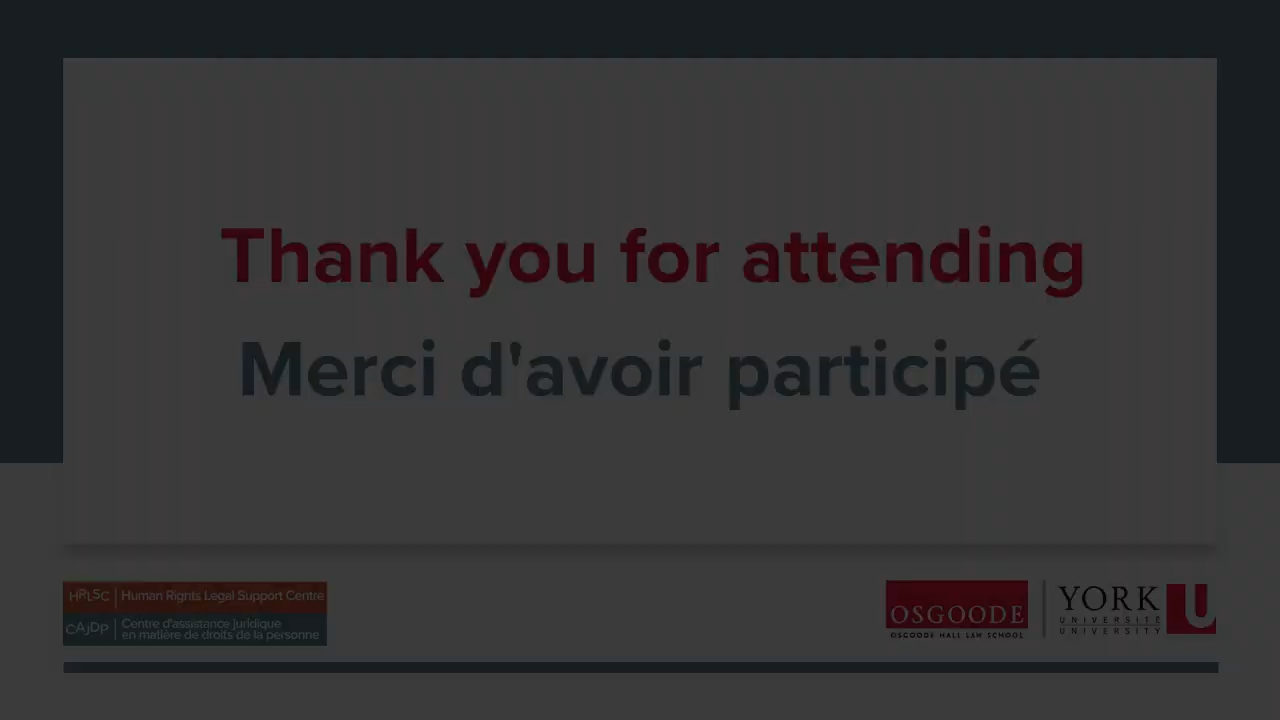 Thank you for attending
Merci d'avoir participé
HRLSC | Human Rights Legal Support Centre
CAJDP | Centre d'assistance juridique
en matière de droits de la personne
OSGOODE
OSGOODE HALL LAW SCHOOL
YORK
UNIVERSITÉ
UNIVERSITY
U